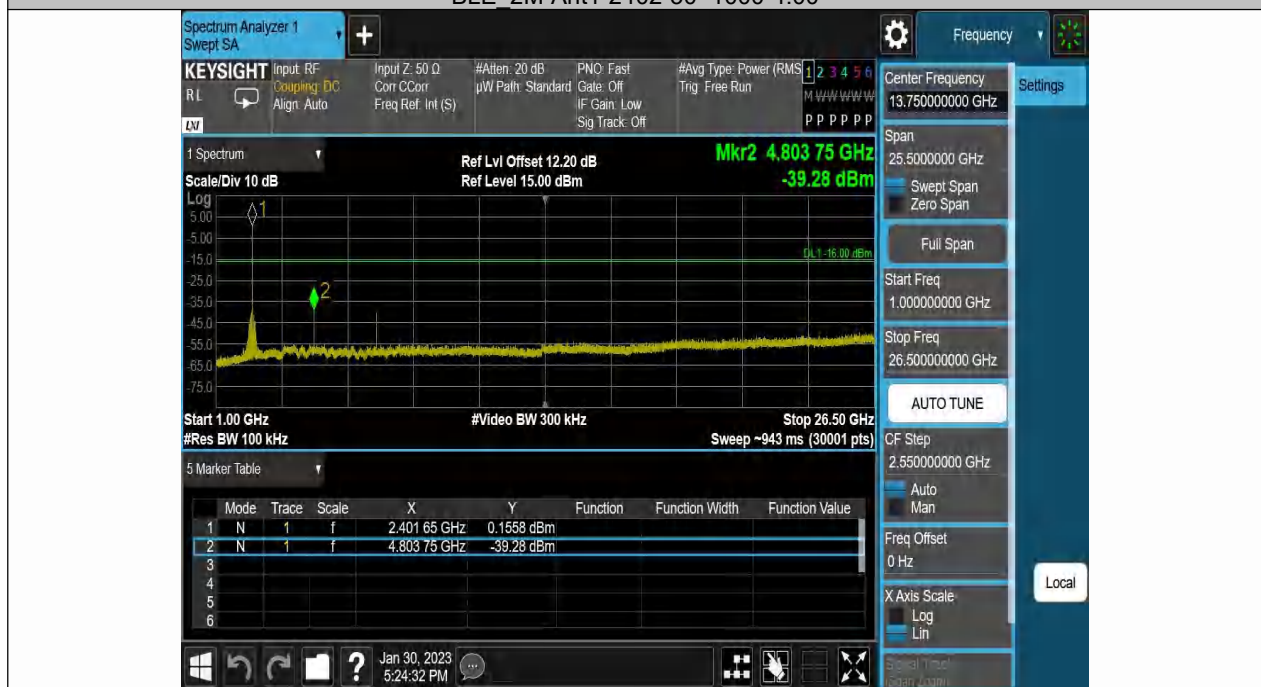 Spectrum Analyzer 1
Swept SA
+
Frequency
KEYSIGHT
RL
LXI
Input: RF
Coupling: DC
Align: Auto
Input Z: 50 Ω
Corr CCorr
Freq Ref: Int (S)
#Atten: 20 dB
µW Path: Standard
PNO: Fast
Gate: Off
IF Gain: Low
Sig Track: Off
#Avg Type: Power (RMS
Trig: Free Run
1 2 3 4 5 6
M W W W W W
P P P P P P
1 Spectrum
Scale/Div 10 dB
Ref Lvl Offset 12.20 dB
Ref Level 15.00 dBm
Mkr2 4.803 75 GHz
-39.28 dBm
Log
5.00
-5.00
-15.0
-25.0
-35.0
-45.0
-55.0
-65.0
-75.0
1
2
DL1 -16.00 dBm
Start 1.00 GHz
#Res BW 100 kHz
#Video BW 300 kHz
Stop 26.50 GHz
Sweep ~943 ms (30001 pts)
5 Marker Table
Mode Trace Scale X Y Function Function Width Function Value
1 N 1 f 2.401 65 GHz 0.1558 dBm
2 N 1 f 4.803 75 GHz -39.28 dBm
3
4
5
6
Jan 30, 2023
5:24:32 PM
Center Frequency
13.750000000 GHz
Settings
Span
25.5000000 GHz
Swept Span
Zero Span
Full Span
Start Freq
1.000000000 GHz
Stop Freq
26.500000000 GHz
AUTO TUNE
CF Step
2.550000000 GHz
Auto
Man
Freq Offset
0 Hz
X Axis Scale
Log
Lin
Local